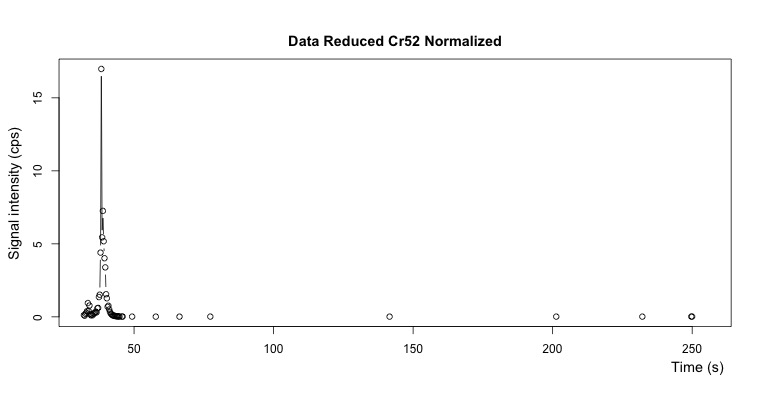 Data Reduced Cr52 Normalized
Signal intensity (cps)
15
10
5
0
50 100 150 200 250
Time (s)